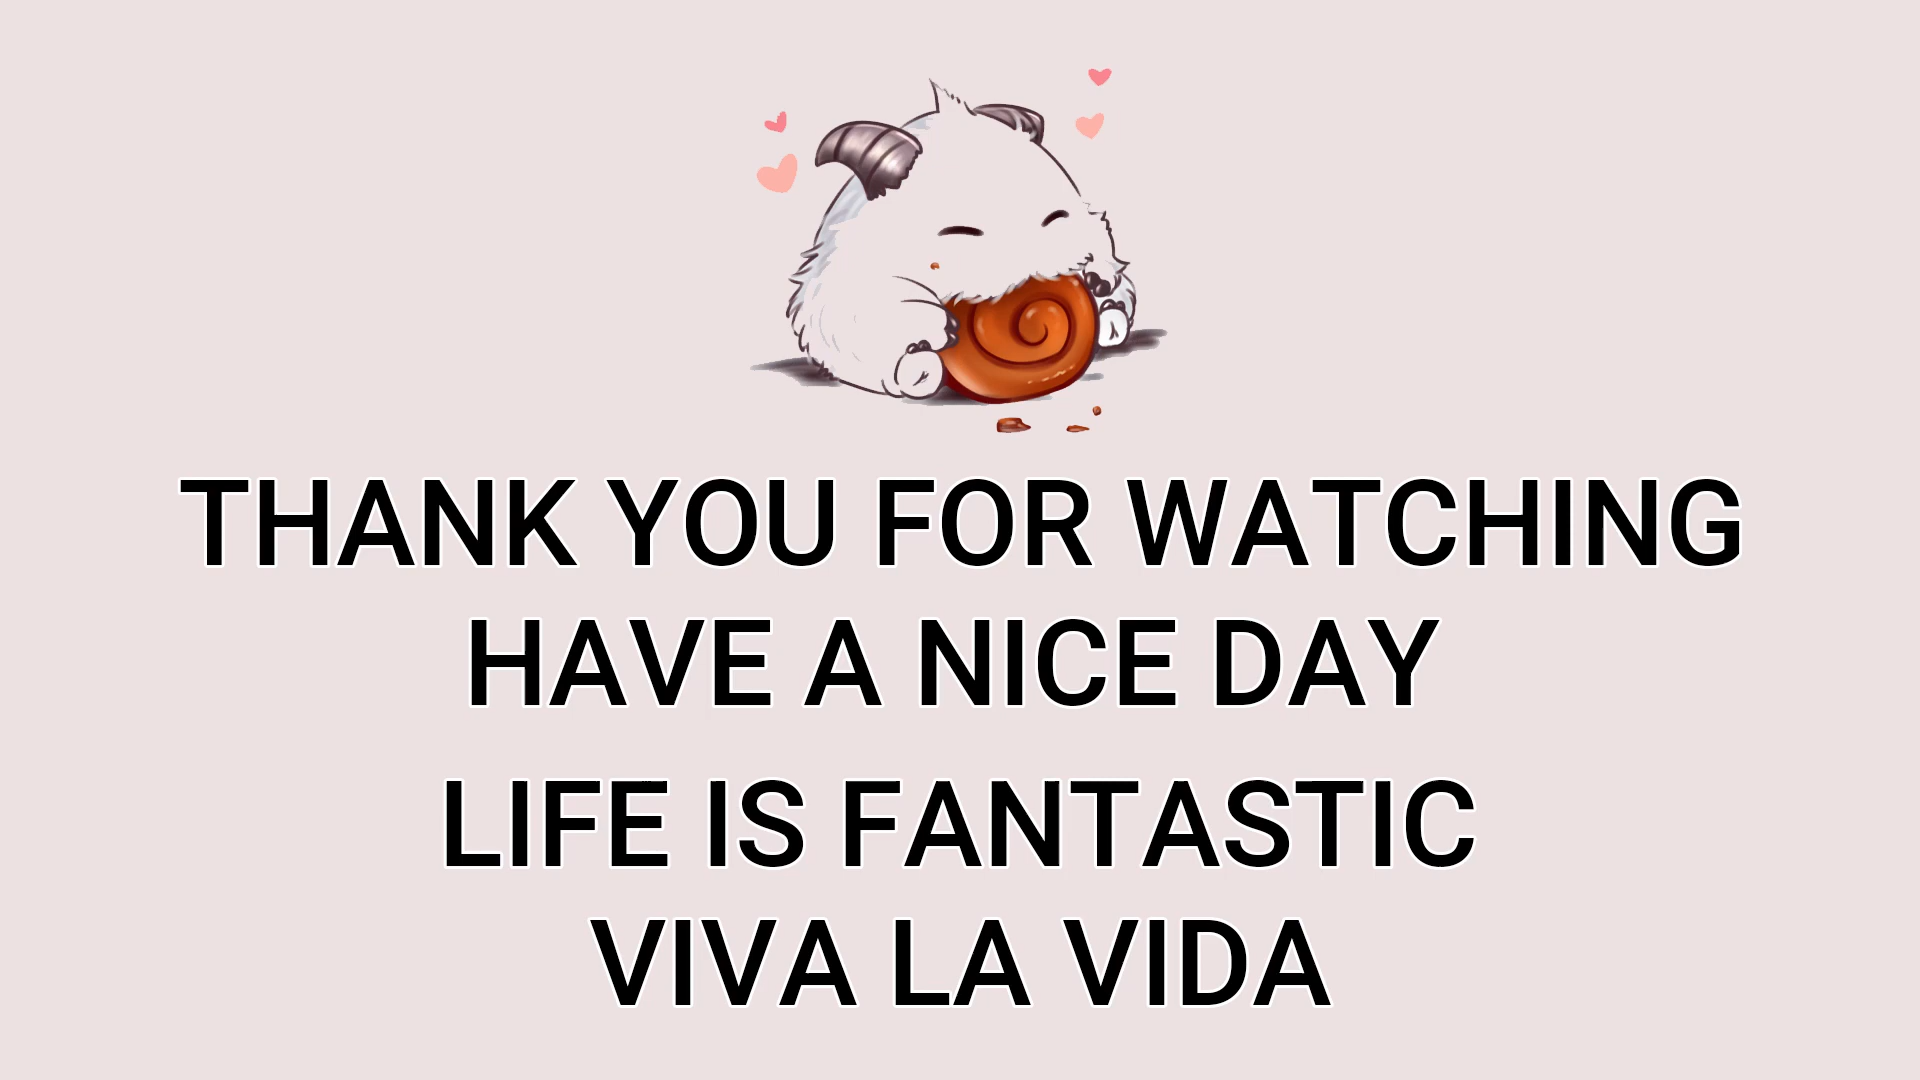 THANK YOU FOR WATCHING
HAVE A NICE DAY
LIFE IS FANTASTIC
VIVA LA VIDA